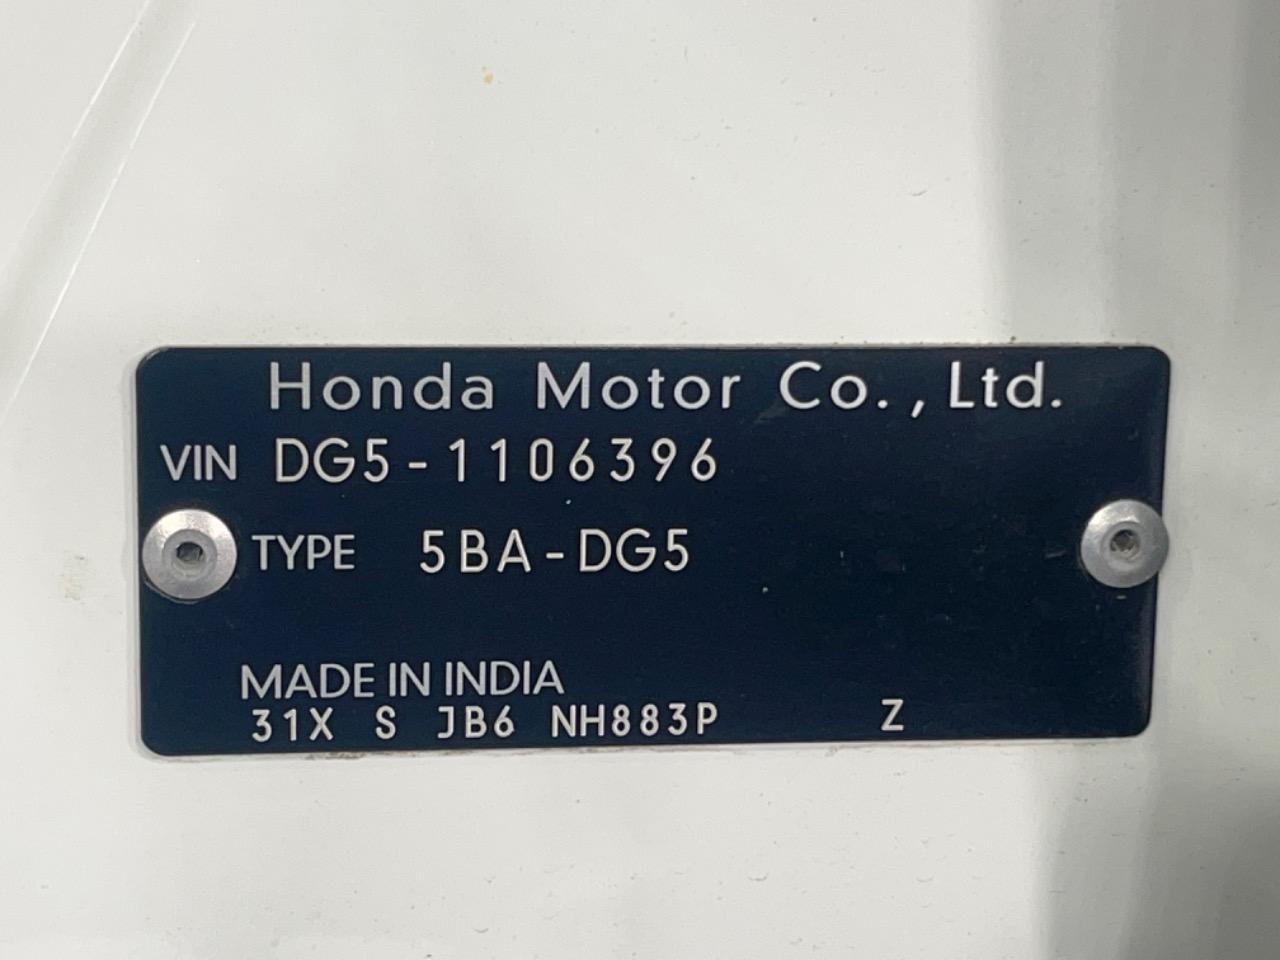 Honda Motor Co., Ltd.
VIN DG5-1106396
TYPE 5BA-DG5
MADE IN INDIA
31X S JB6 NH883P Z